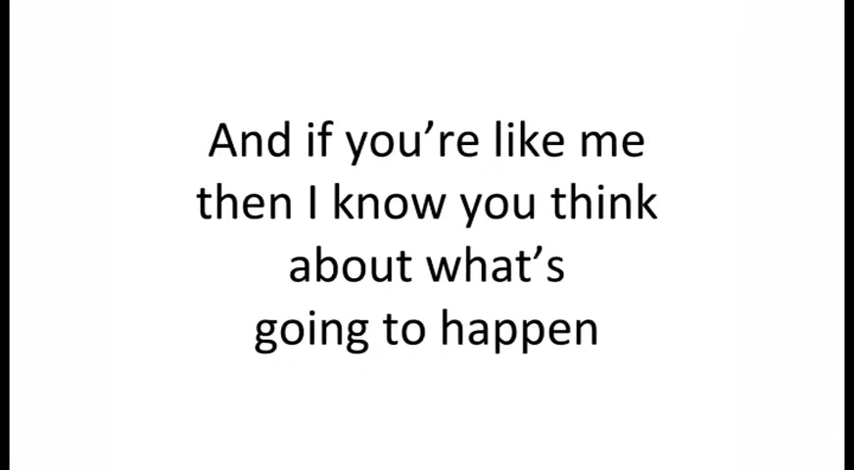 And if you’re like me
then I know you think
about what’s
going to happen